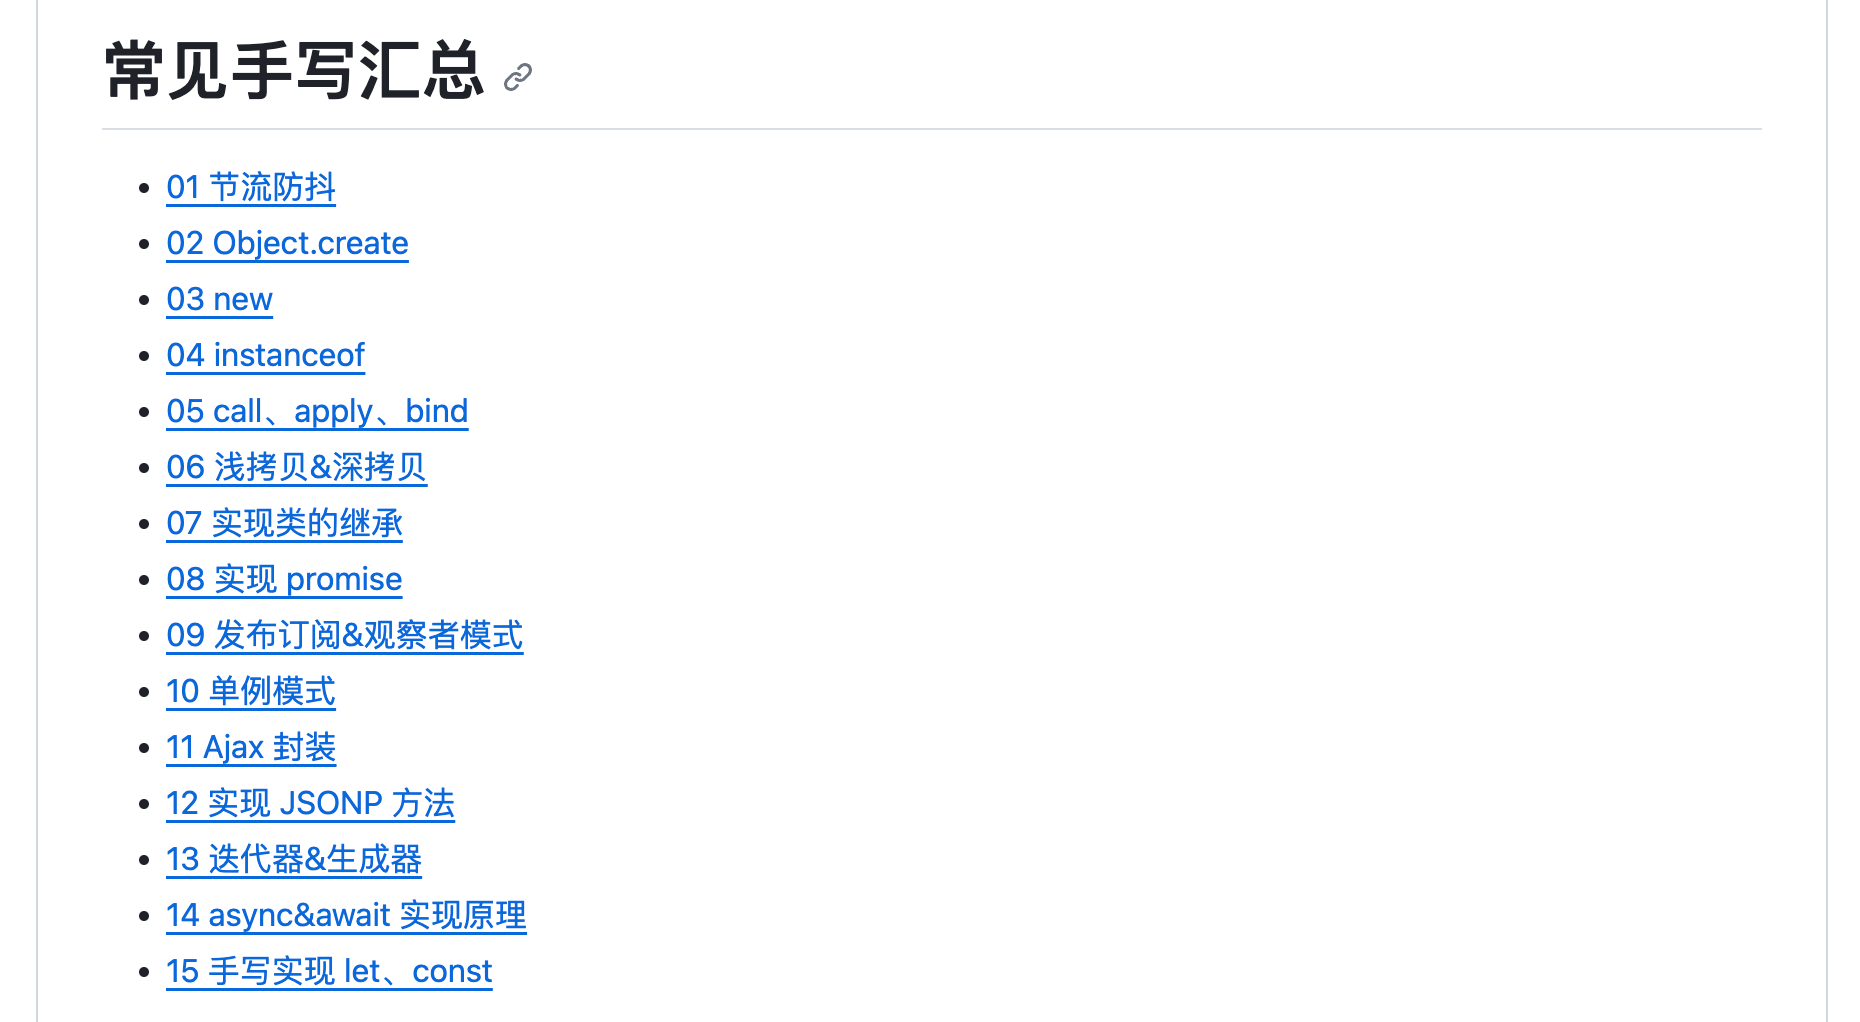 常见手写汇总
01 节流防抖
02 Object.create
03 new
04 instanceof
05 call、apply、bind
06 浅拷贝&深拷贝
07 实现类的继承
08 实现 promise
09 发布订阅&观察者模式
10 单例模式
11 Ajax 封装
12 实现 JSONP 方法
13 迭代器&生成器
14 async&await 实现原理
15 手写实现 let、const